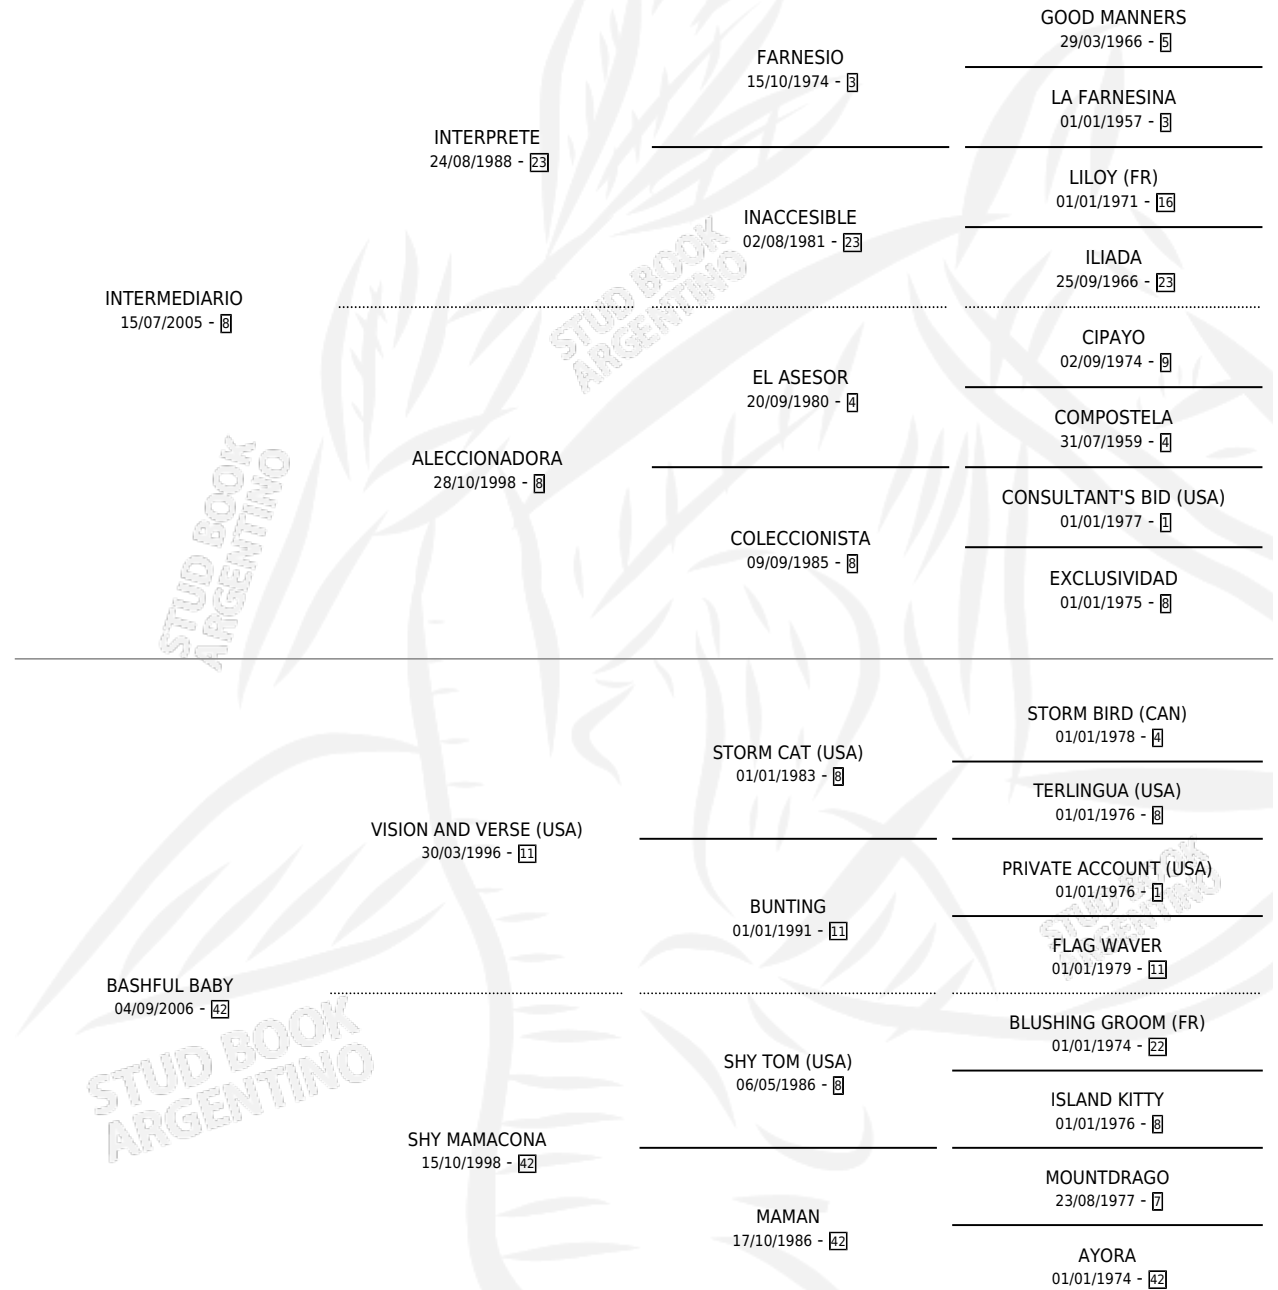 GOOD MANNERS
29/03/1966 - 5
FARNESIO
15/10/1974 - 3
LA FARNESINA
01/01/1957 - 3
INTERPRETE
24/08/1988 - 23
LILOY (FR)
01/01/1971 - 16
INACCESIBLE
02/08/1981 - 23
ILIADA
25/09/1966 - 23
INTERMEDIARIO
15/07/2005 - 8
CIPAYO
02/09/1974 - 9
EL ASESOR
20/09/1980 - 4
COMPOSTELA
31/07/1959 - 4
ALECCIONADORA
28/10/1998 - 8
CONSULTANT'S BID (USA)
01/01/1977 - 1
COLECCIONISTA
09/09/1985 - 8
EXCLUSIVIDAD
01/01/1975 - 8
STORM BIRD (CAN)
01/01/1978 - 4
STORM CAT (USA)
01/01/1983 - 8
TERLINGUA (USA)
01/01/1976 - 8
VISION AND VERSE (USA)
30/03/1996 - 11
PRIVATE ACCOUNT (USA)
01/01/1976 - 1
BUNTING
01/01/1991 - 11
FLAG WAVER
01/01/1979 - 11
BASHFUL BABY
04/09/2006 - 42
BLUSHING GROOM (FR)
01/01/1974 - 22
SHY TOM (USA)
06/05/1986 - 8
ISLAND KITTY
01/01/1976 - 8
SHY MAMACONA
15/10/1998 - 42
MOUNTDRAGO
23/08/1977 - 7
MAMAN
17/10/1986 - 42
AYORA
01/01/1974 - 42
STUD BOOK
ARGENTINO
STUD BOOK
ARGENTINO
STUD BOOK
ARGENTINO
STUD BOOK
ARGENTINO